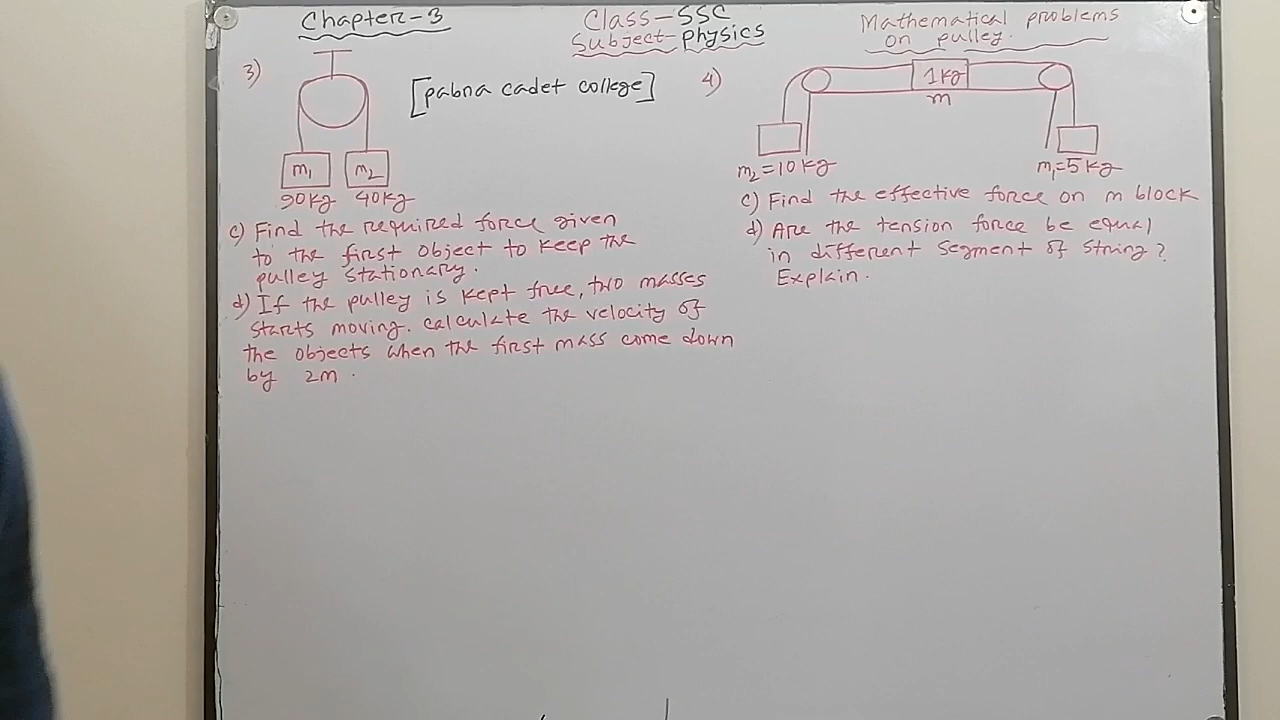 Chapter-3
Class-SSC
Subject-physics
Mathematical problems
on pulley.
3)
[pabna cadet college]
m₁ m₂
90kg 40kg
c) Find the required force given
to the first object to keep the
pulley stationary.
d) If the pulley is kept free, two masses
starts moving. calculate the velocity of
the objects when the first mass come down
by 2m.
4)
1kg
m
m₂=10kg m₁=5kg
c) Find the effective force on m block
d) Are the tension force be equal
in different segment of string?
Explain.